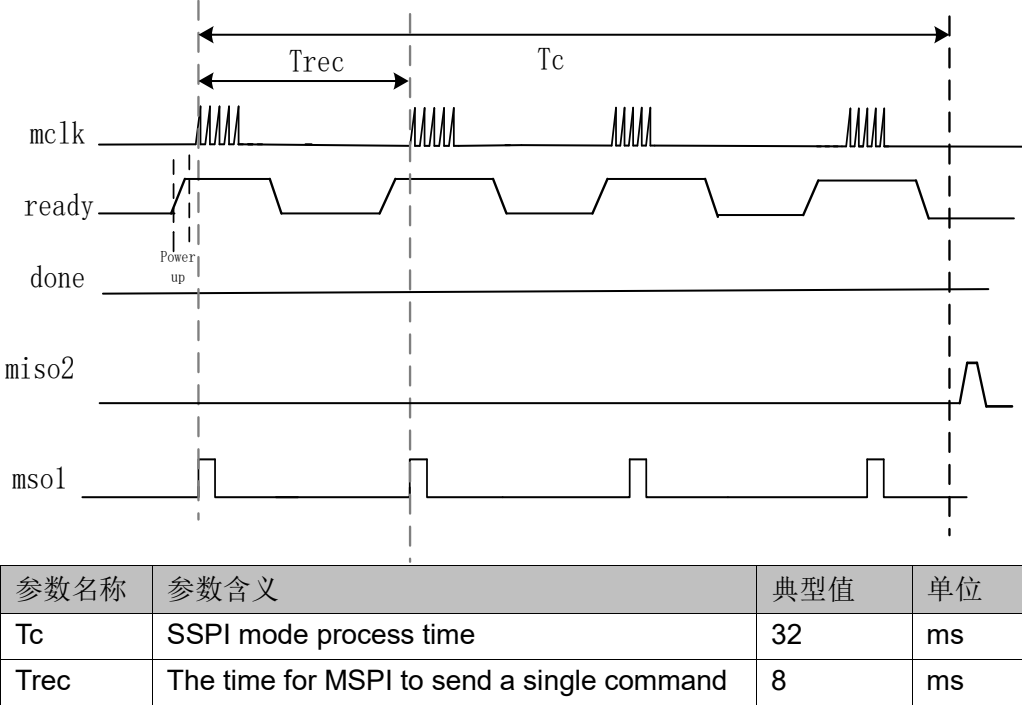 Trec
Tc
mclk
ready
Power
up
done
miso2
mso1
参数名称 参数含义 典型值 单位
Tc SSPI mode process time 32 ms
Trec The time for MSPI to send a single command 8 ms